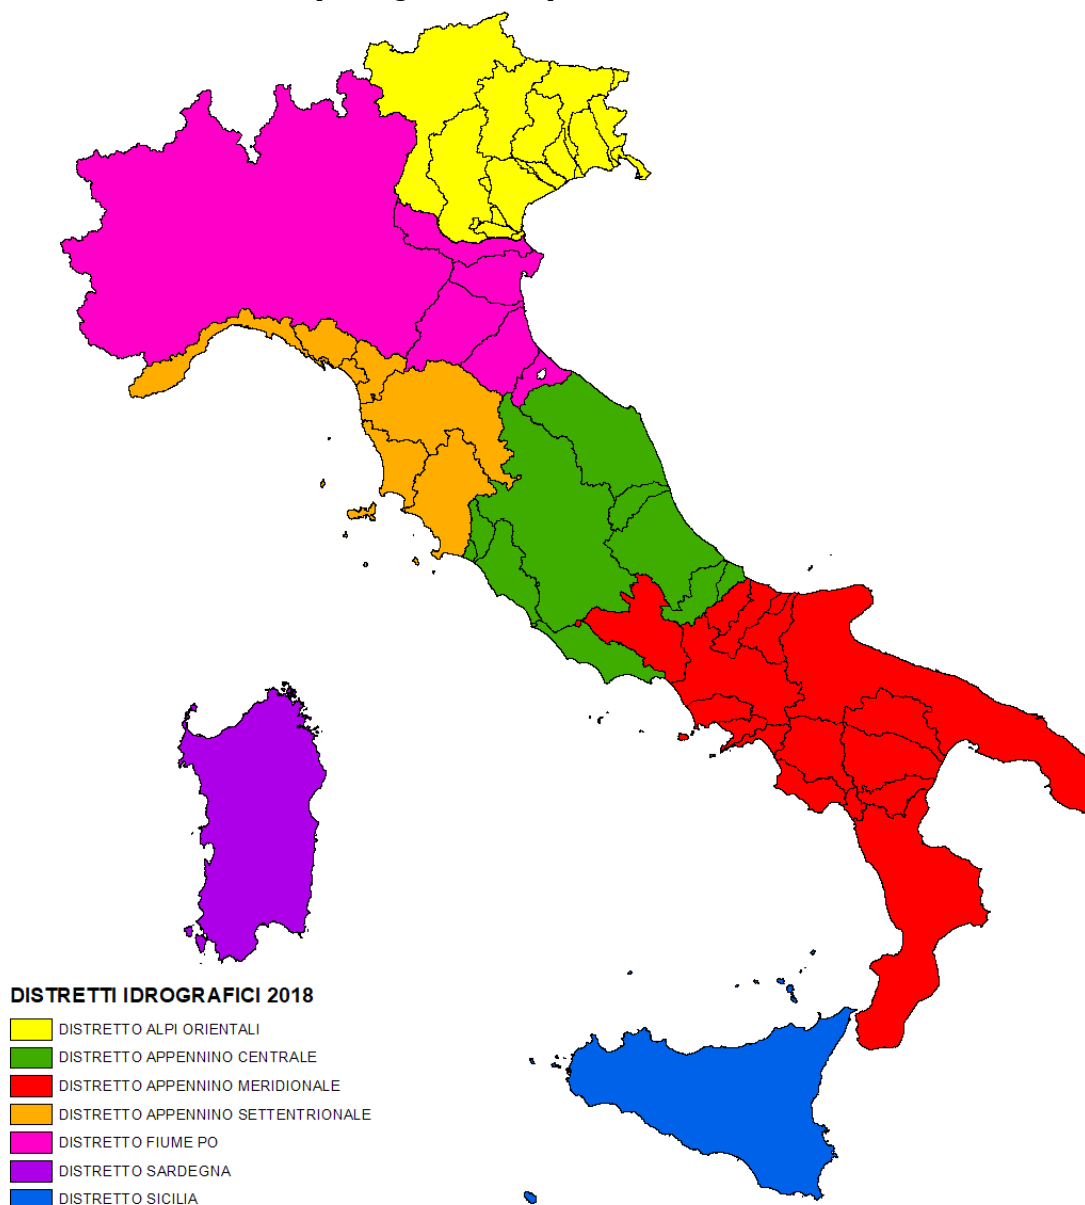 DISTRETTI IDROGRAFICI 2018
DISTRETTO ALPI ORIENTALI
DISTRETTO APPENNINO CENTRALE
DISTRETTO APPENNINO MERIDIONALE
DISTRETTO APPENNINO SETTENTRIONALE
DISTRETTO FIUME PO
DISTRETTO SARDEGNA
DISTRETTO SICILIA